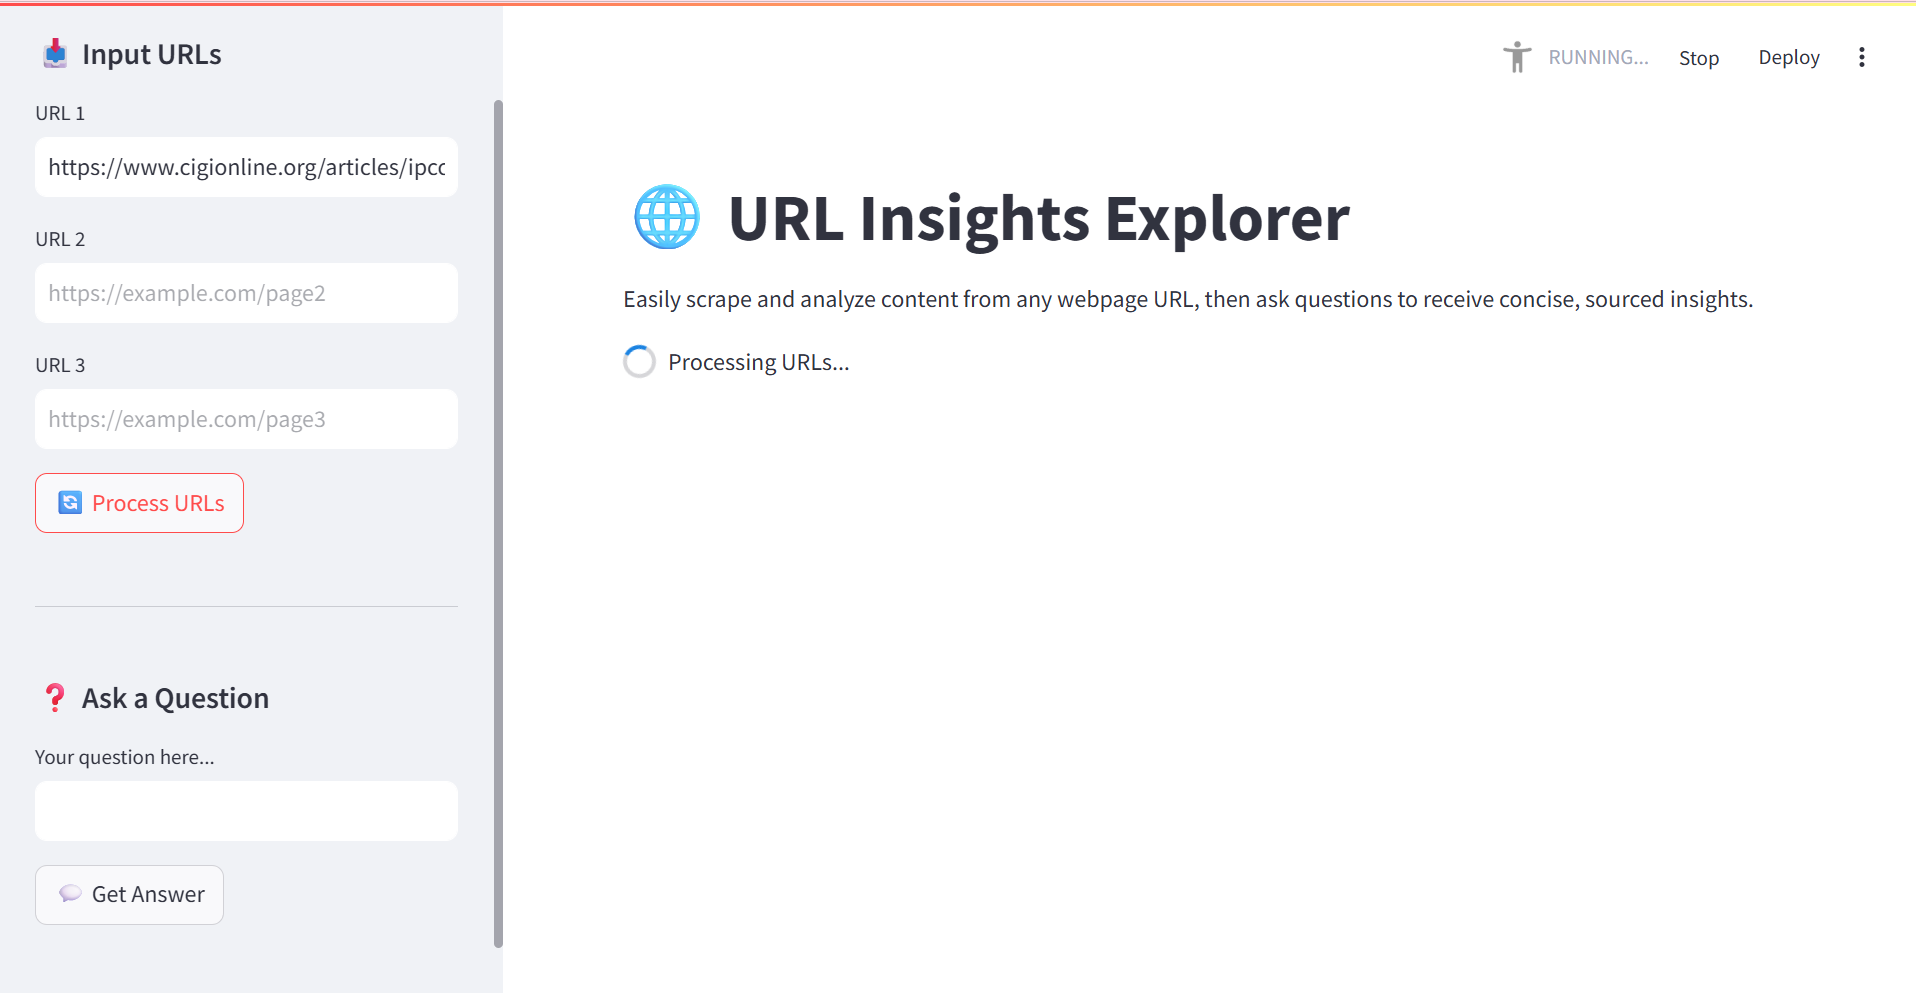 Input URLs
URL 1
https://www.cigionline.org/articles/ipcc
URL 2
https://example.com/page2
URL 3
https://example.com/page3
Process URLs
Ask a Question
Your question here...
Get Answer
RUNNING...
Stop
Deploy
URL Insights Explorer
Easily scrape and analyze content from any webpage URL, then ask questions to receive concise, sourced insights.
Processing URLs...